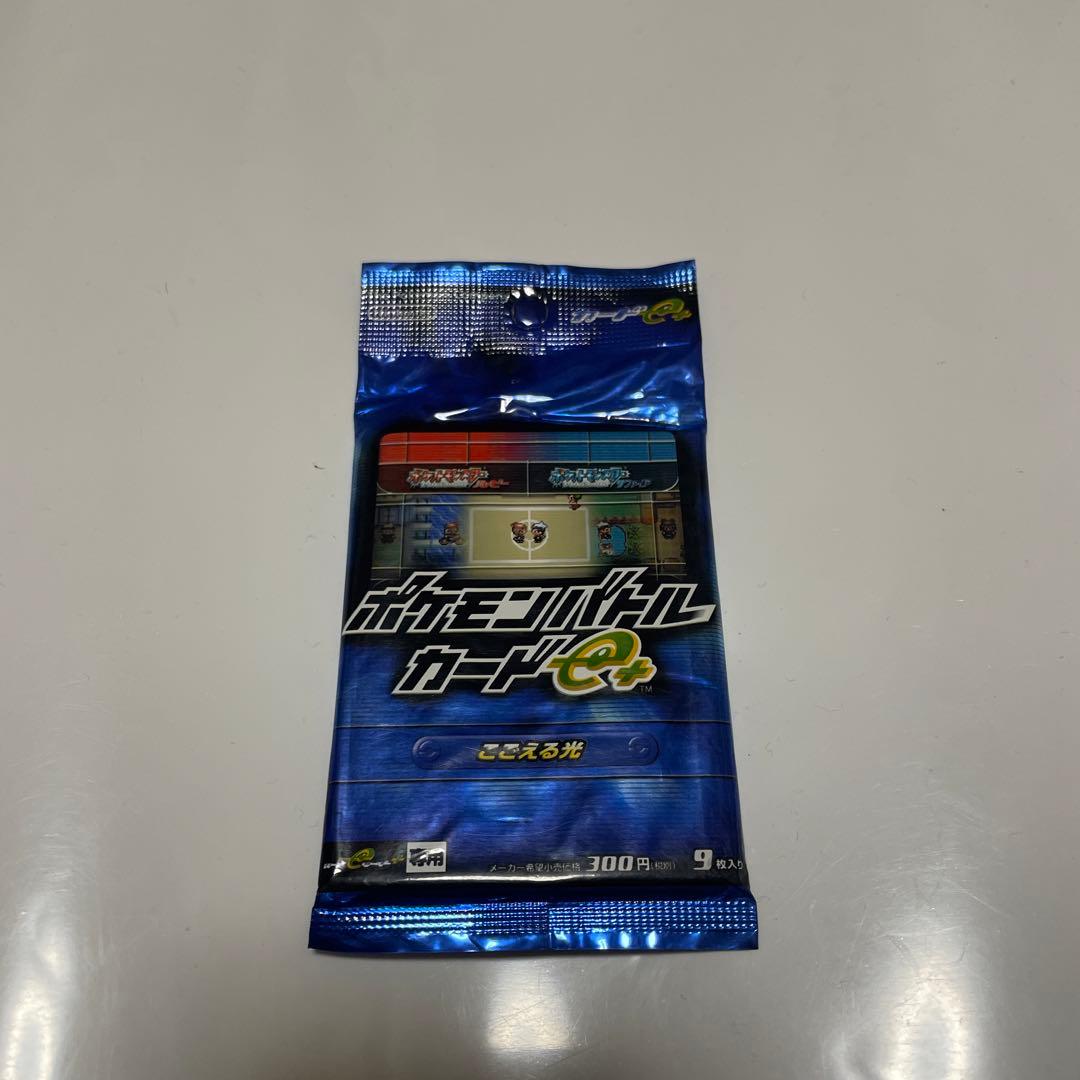 カードe+
ポケットモンスター ルビー
ポケットモンスター サファイア
ポケモンバトル
カードe+
TM
こごえる光
専用
メーカー希望小売価格 300円(税別) 9枚入り